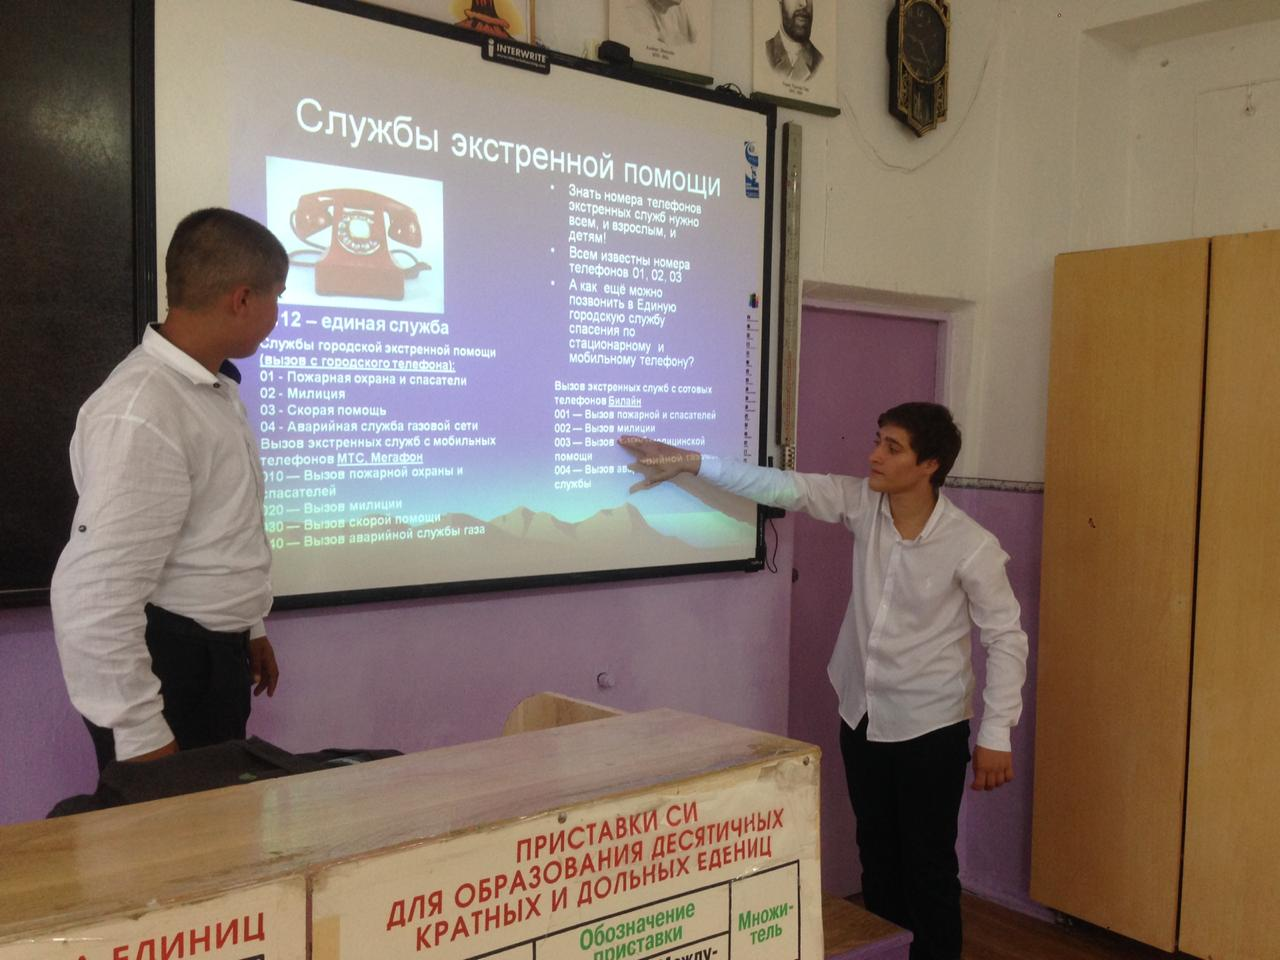 INTERWRITE
Службы экстренной помощи
12 – единая служба
Службы городской экстренной помощи
(вызов с городского телефона):
01 - Пожарная охрана и спасатели
02 - Милиция
03 - Скорая помощь
04 - Аварийная служба газовой сети
Вызов экстренных служб с мобильных
телефонов МТС, Мегафон
010 — Вызов пожарной охраны и
спасателей
020 — Вызов милиции
030 — Вызов скорой помощи
040 — Вызов аварийной службы газа
• Знать номера телефонов
экстренных служб нужно
всем, и взрослым, и
детям!
• Всем известны номера
телефонов 01, 02, 03
• А как ещё можно
позвонить в Единую
городскую службу
спасения по
стационарному и
мобильному телефону?
Вызов экстренных служб с сотовых
телефонов Билайн
001 — Вызов пожарной и спасателей
002 — Вызов милиции
003 — Вызов медицинской
помощи
004 — Вызов
службы
ПРИСТАВКИ СИ
ДЛЯ ОБРАЗОВАНИЯ ДЕСЯТИЧНЫХ
КРАТНЫХ И ДОЛЬНЫХ ЕДЕНИЦ
ЕДИНИЦ
Обозначение
приставки
Множи-
тель